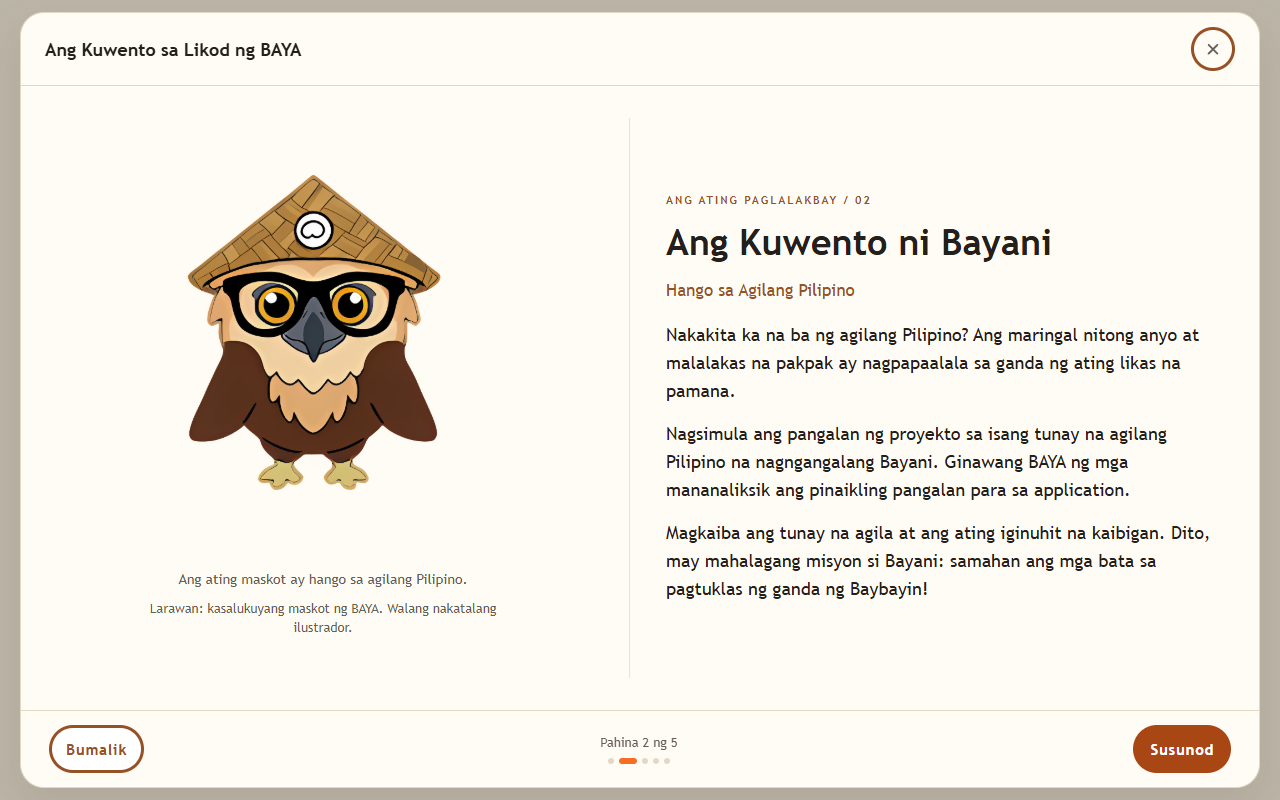 Ang Kuwento sa Likod ng BAYA
ANG ATING PAGLALAKBAY / 02
Ang Kuwento ni Bayani
Hango sa Agilang Pilipino
Nakakita ka na ba ng agilang Pilipino? Ang maringal nitong anyo at
malalakas na pakpak ay nagpapaalala sa ganda ng ating likas na
pamana.
Nagsimula ang pangalan ng proyekto sa isang tunay na agilang
Pilipino na nagngangalang Bayani. Ginawang BAYA ng mga
mananaliksik ang pinaikling pangalan para sa application.
Magkaiba ang tunay na agila at ang ating iginuhit na kaibigan. Dito,
may mahalagang misyon si Bayani: samahan ang mga bata sa
pagtuklas ng ganda ng Baybayin!
Ang ating maskot ay hango sa agilang Pilipino.
Larawan: kasalukuyang maskot ng BAYA. Walang nakatalang
ilustrador.
Bumalik
Pahina 2 ng 5
Susunod